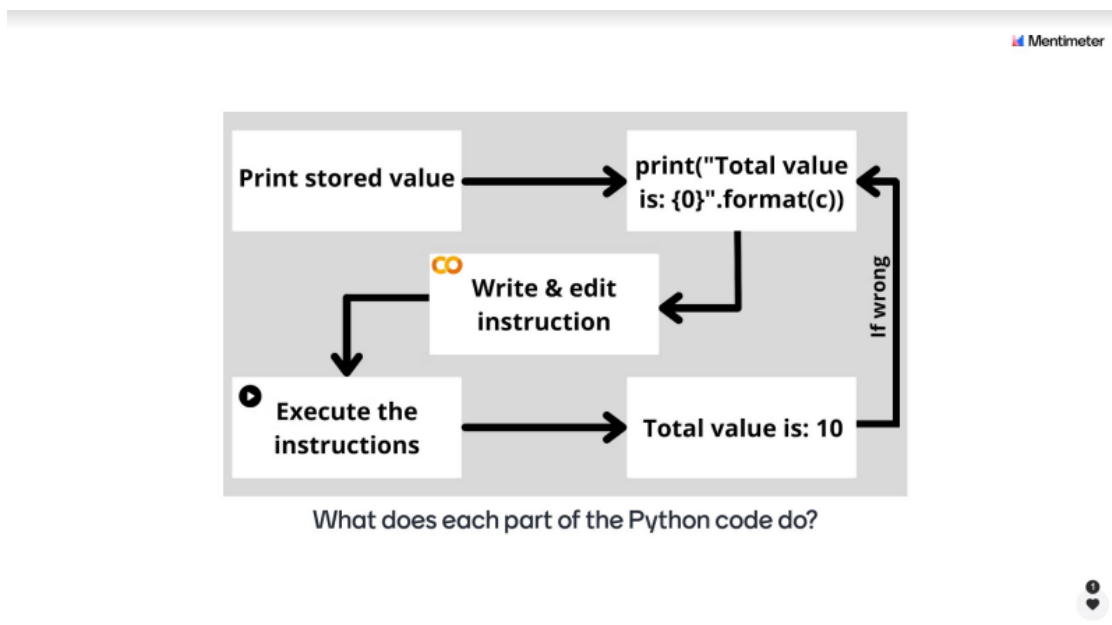 Mentimeter
Print stored value
print("Total value
is: {0}".format(c))
Write & edit
instruction
If wrong
Execute the
instructions
Total value is: 10
What does each part of the Python code do?
1